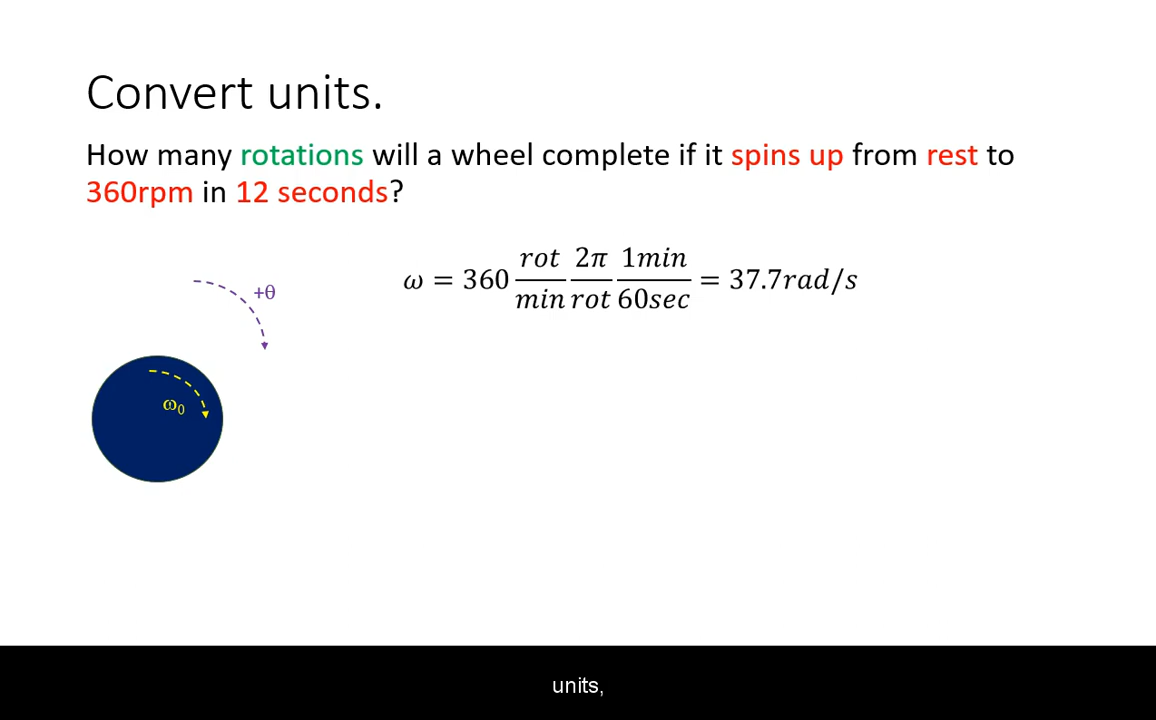 Convert units.
How many rotations will a wheel complete if it spins up from rest to
360rpm in 12 seconds?
ω = 360 rot/min 2π/rot 1min/60sec = 37.7rad/s
+θ
ω₀
units,